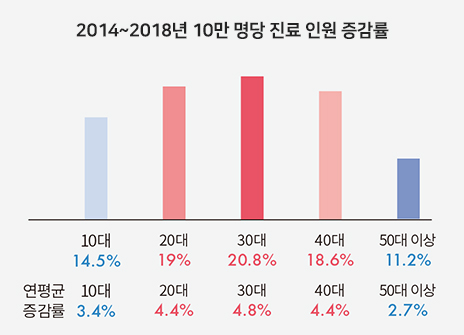 2014~2018년 10만 명당 진료 인원 증감률
10대 20대 30대 40대 50대 이상
14.5% 19% 20.8% 18.6% 11.2%
연평균 10대 20대 30대 40대 50대 이상
증감률 3.4% 4.4% 4.8% 4.4% 2.7%